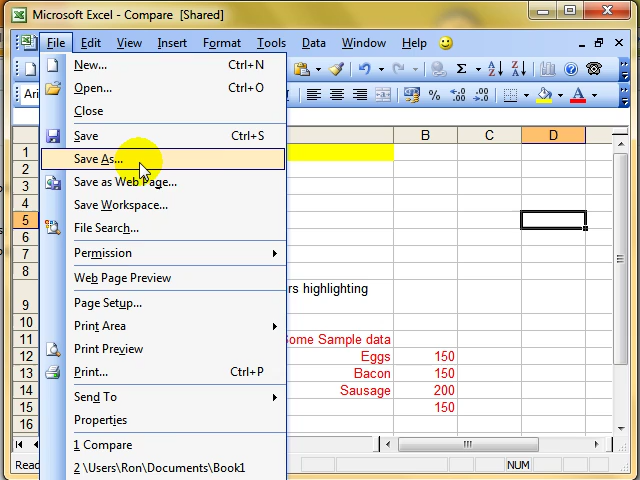 Microsoft Excel - Compare [Shared]
File Edit View Insert Format Tools Data Window Help
New... Ctrl+N
Open... Ctrl+O
Close
Save Ctrl+S
Save As...
Save as Web Page...
Save Workspace...
File Search...
Permission
Web Page Preview
Page Setup...
Print Area
Print Preview
Print... Ctrl+P
Send To
Properties
1 Compare
2 \Users\Ron\Documents\Book1
Ari
B C D
1
2
3
4
5
6
7
8
9 rs highlighting
10
11 Some Sample data
12 Eggs 150
13 Bacon 150
14 Sausage 200
15 150
16
Read NUM